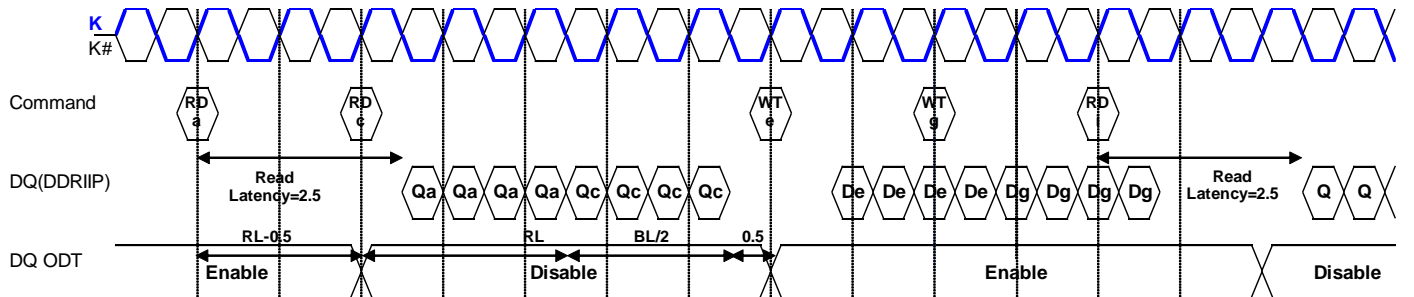 K
K#
Command
RD
a
RD
c
WT
e
WT
g
RD
i
DQ(DDRIIP)
Read
Latency=2.5
Qa Qa Qa Qa Qc Qc Qc Qc
De De De De Dg Dg Dg Dg
Read
Latency=2.5
Q Q
DQ ODT
RL-0.5
Enable
RL
BL/2
0.5
Disable
Enable
Disable